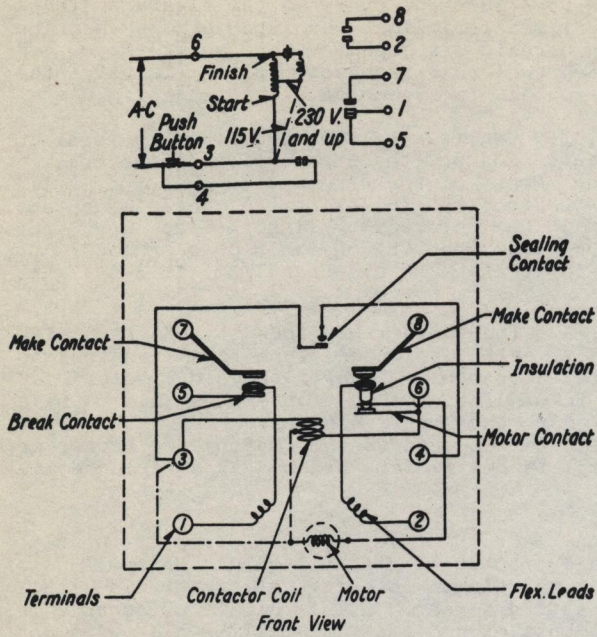 6
8
2
Finish
7
A-C
Start
1
Push
Button
115V.
230 V.
and up
3
5
4
Sealing
Contact
7
8
Make Contact
Make Contact
Insulation
5
6
Break Contact
Motor Contact
3
4
1
2
Terminals
Contactor Coil
Motor
Flex. Leads
Front View